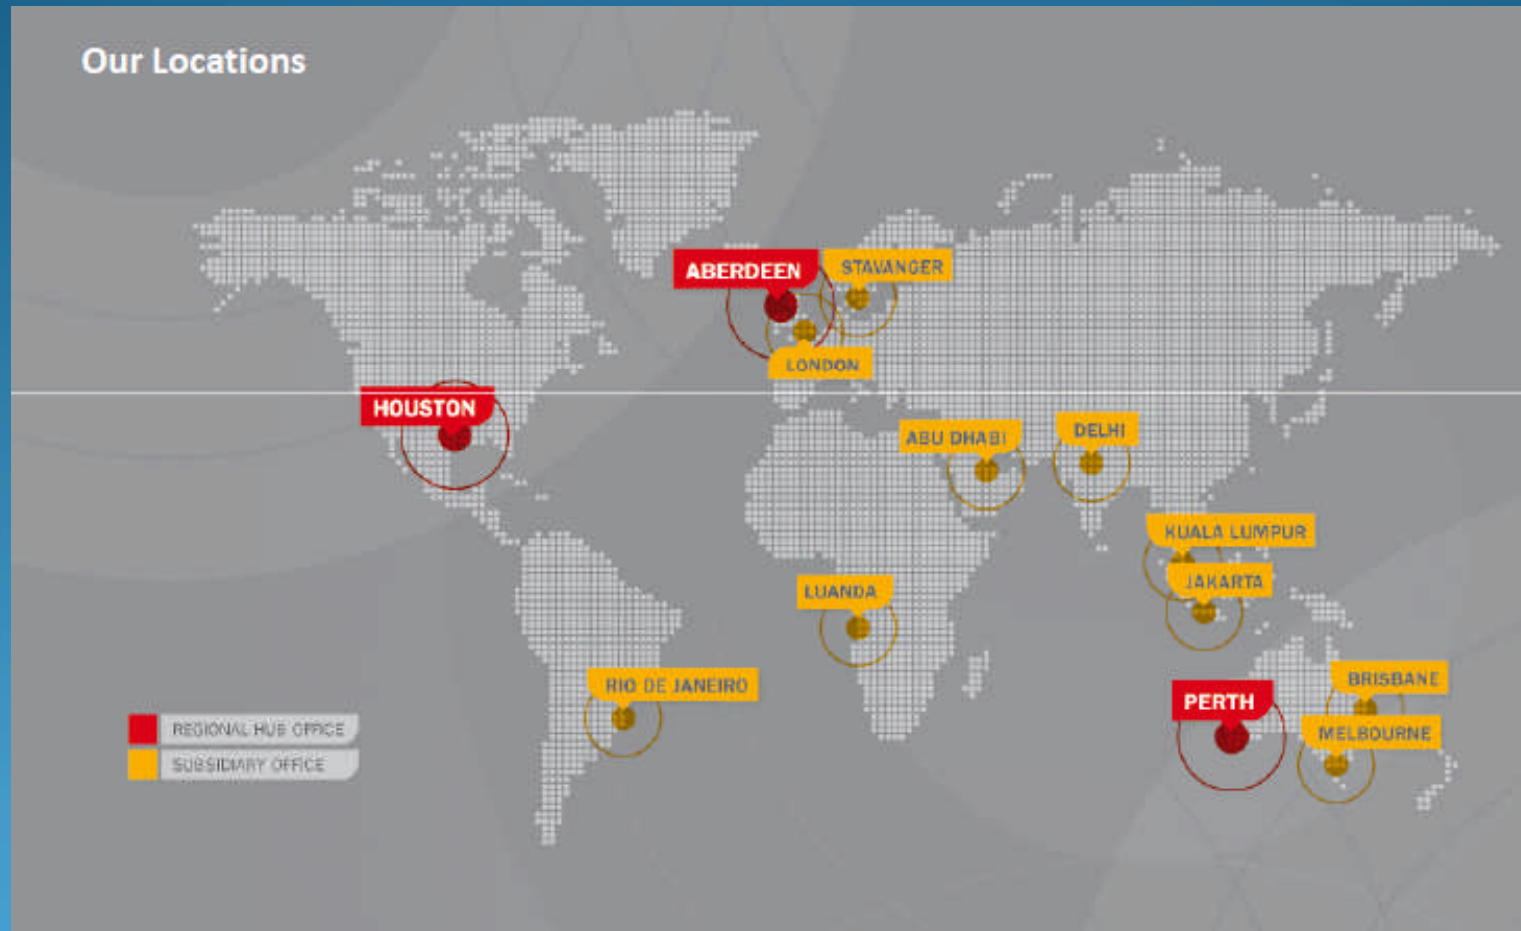 Our Locations
ABERDEEN
STAVANGER
LONDON
HOUSTON
ABU DHABI
DELHI
KUALA LUMPUR
JAKARTA
LUANDA
RIO DE JANEIRO
PERTH
BRISBANE
MELBOURNE
REGIONAL HUB OFFICE
SUBSIDIARY OFFICE